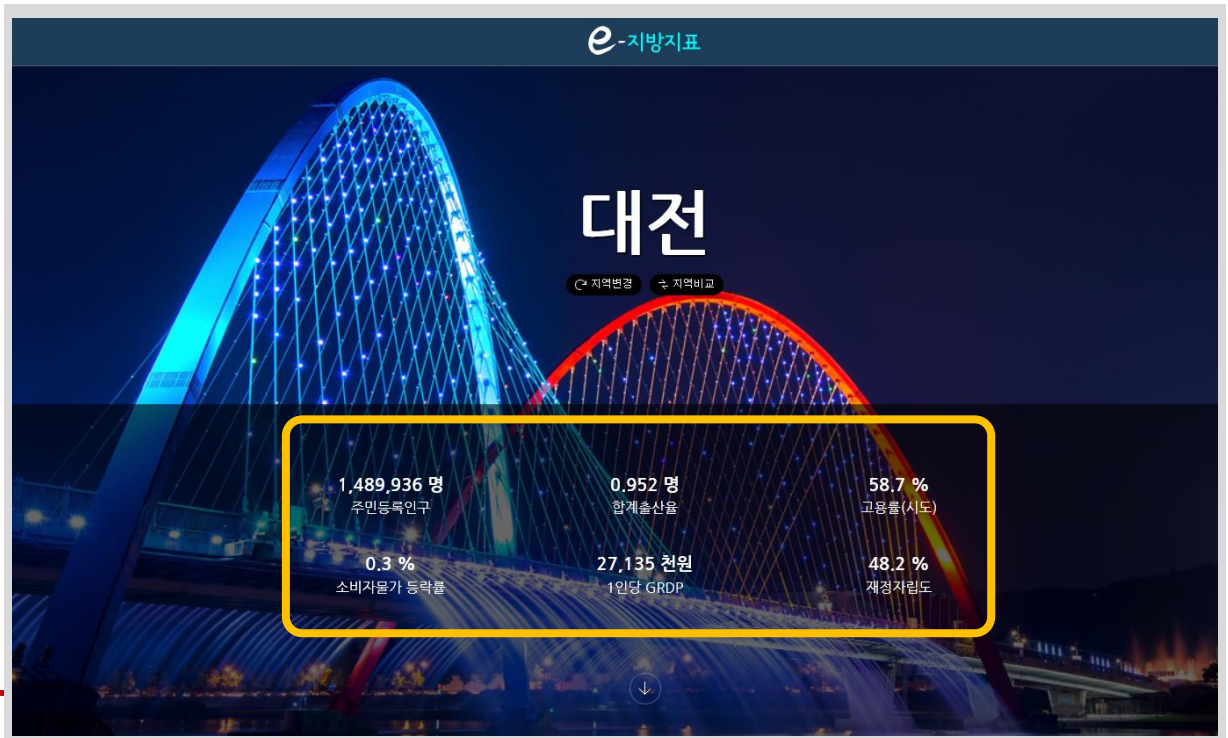 e-지방지표
대전
지역변경 지역비교
1,489,936 명 0.952 명 58.7 %
주민등록인구 합계출산율 고용률(시도)
0.3 % 27,135 천원 48.2 %
소비자물가 등락률 1인당 GRDP 재정자립도